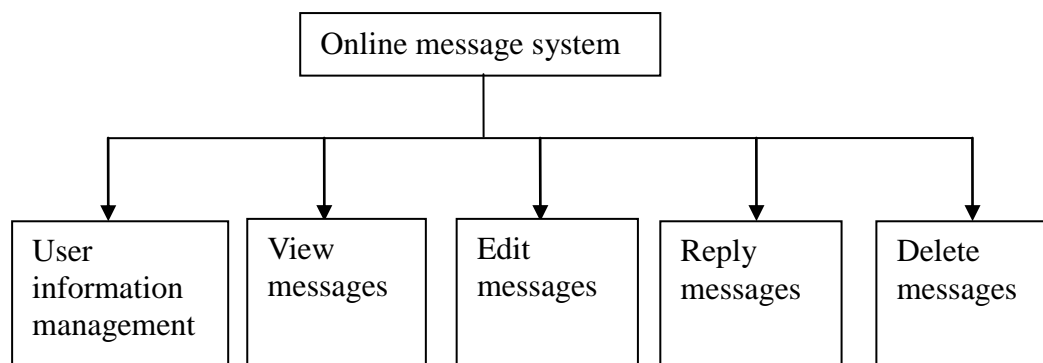 Online message system
User
information
management
View
messages
Edit
messages
Reply
messages
Delete
messages